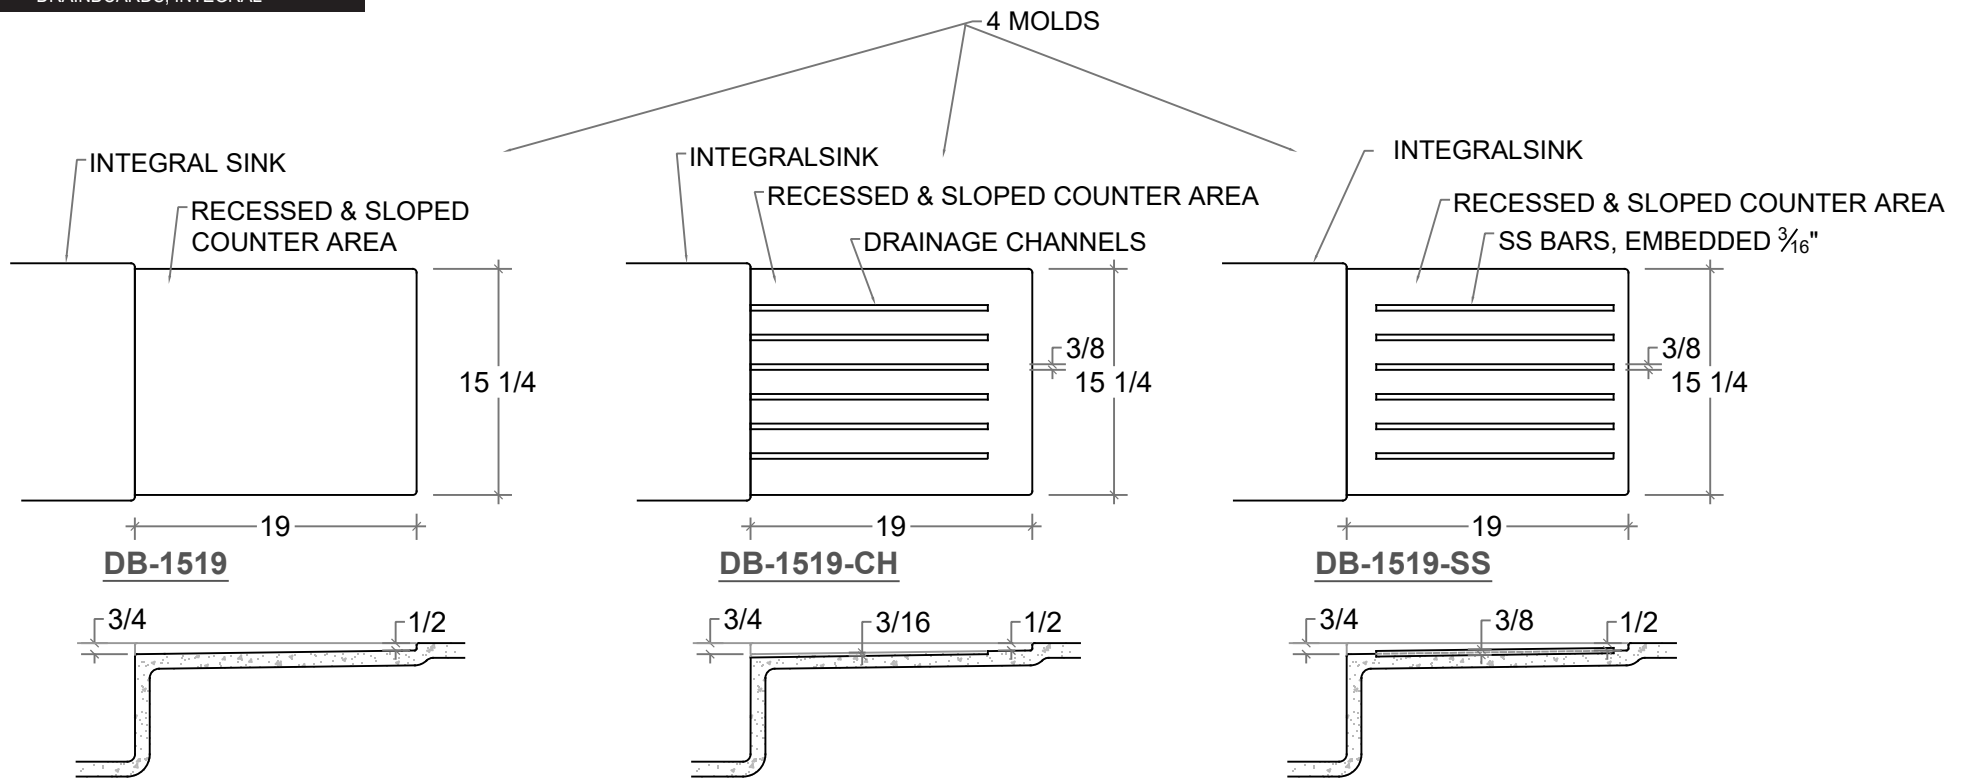 DRAINBOARDS, INTEGRAL
4 MOLDS
INTEGRAL SINK
RECESSED & SLOPED
COUNTER AREA
15 1/4
19
DB-1519
3/4
1/2
INTEGRALSINK
RECESSED & SLOPED COUNTER AREA
DRAINAGE CHANNELS
3/8
15 1/4
19
DB-1519-CH
3/4
3/16
1/2
INTEGRALSINK
RECESSED & SLOPED COUNTER AREA
SS BARS, EMBEDDED 3⁄16"
3/8
15 1/4
19
DB-1519-SS
3/4
3/8
1/2